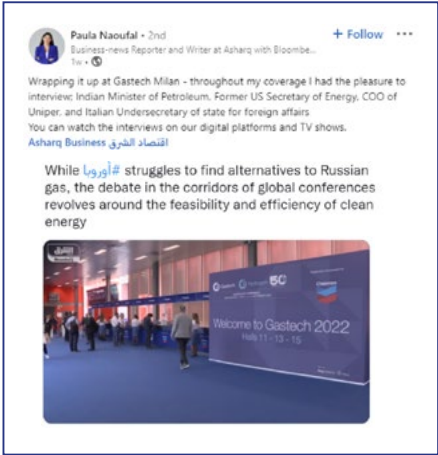 Paula Naoufal • 2nd
+ Follow
Business-news Reporter and Writer at Asharq with Bloombe...
1w •
Wrapping it up at Gastech Milan - throughout my coverage I had the pleasure to
interview; Indian Minister of Petroleum, Former US Secretary of Energy, COO of
Uniper, and Italian Undersecretary of state for foreign affairs
You can watch the interviews on our digital platforms and TV shows.
Asharq Business اقتصاد الشرق
While #أوروبا struggles to find alternatives to Russian
gas, the debate in the corridors of global conferences
revolves around the feasibility and efficiency of clean
energy
الشرق
Gastech
Hydrogen
50
Welcome to Gastech 2022
Halls 11 - 13 - 15